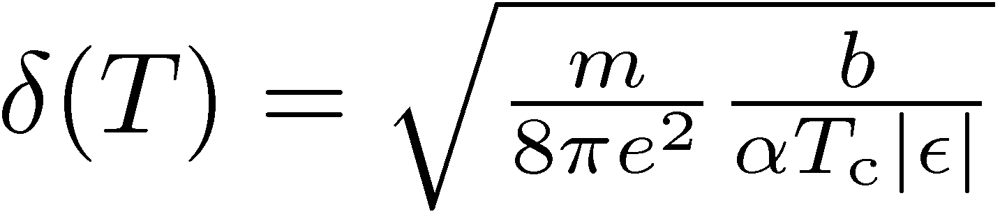 δ(T) = √(m/(8πe²) b/(αT_c|ϵ|))